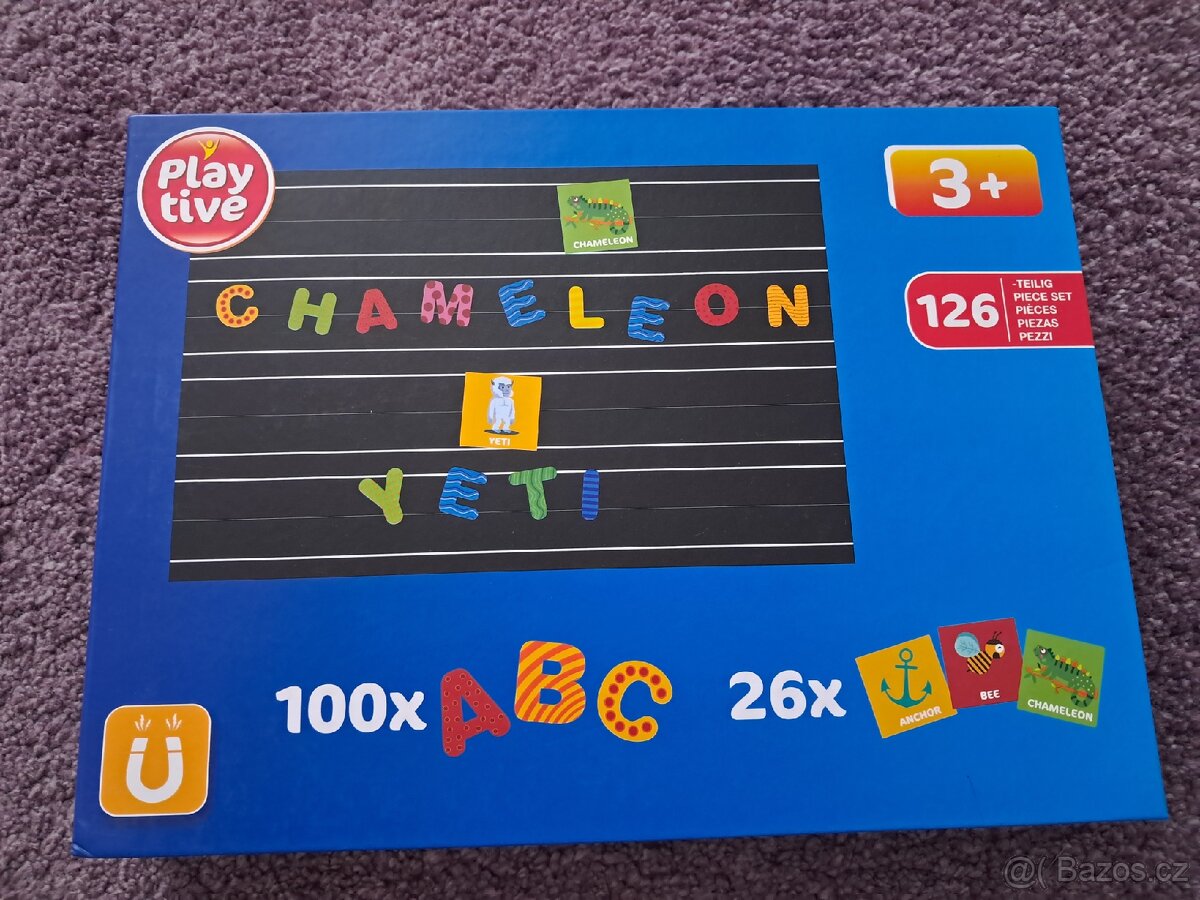 Play
tive
3+
126
-TEILIG
PIECE SET
PIÈCES
PIEZAS
PEZZI
CHAMELEON
CHAMELEON
YETI
YETI
100x ABC
26x
ANCHOR
BEE
CHAMELEON
@( Bazos.cz